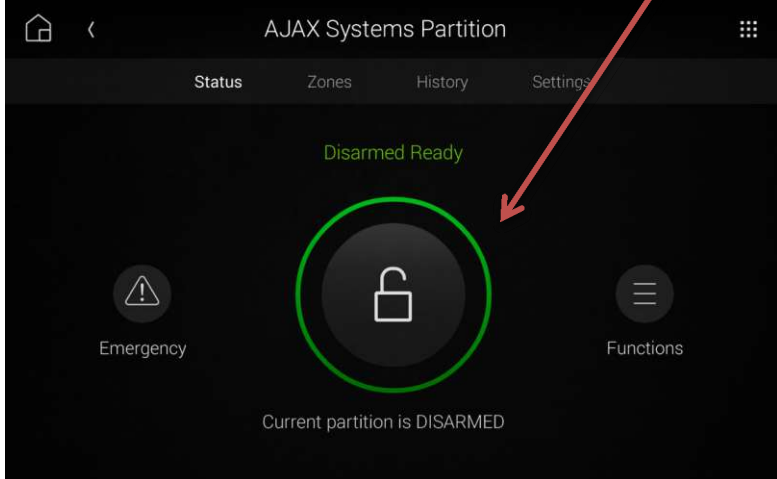 AJAX Systems Partition
Status Zones History Settings
Disarmed Ready
Emergency
Functions
Current partition is DISARMED